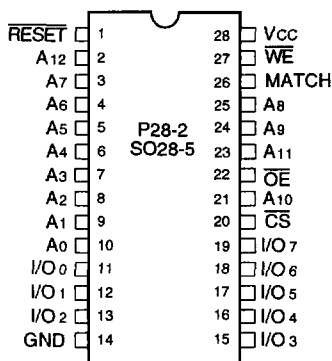 RESET 1 28 Vcc
A12 2 27 WE
A7 3 26 MATCH
A6 4 25 A8
A5 5 P28-2 24 A9
A4 6 SO28-5 23 A11
A3 7 22 OE
A2 8 21 A10
A1 9 20 CS
A0 10 19 I/O7
I/O0 11 18 I/O6
I/O1 12 17 I/O5
I/O2 13 16 I/O4
GND 14 15 I/O3